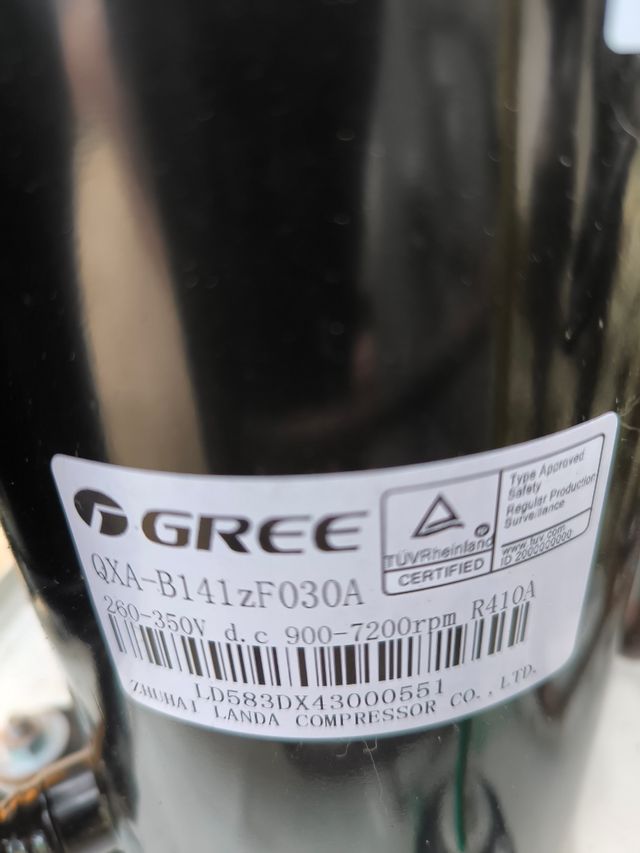 GREE
TÜVRheinland
CERTIFIED
Type Approved
Safety
Regular Production
Surveillance
www.tuv.com
ID 2000000000
QXA-B141zF030A
260-350V d.c 900-7200rpm R410A
LD583DX43000551
ZHUHAI LANDA COMPRESSOR CO.,LTD.